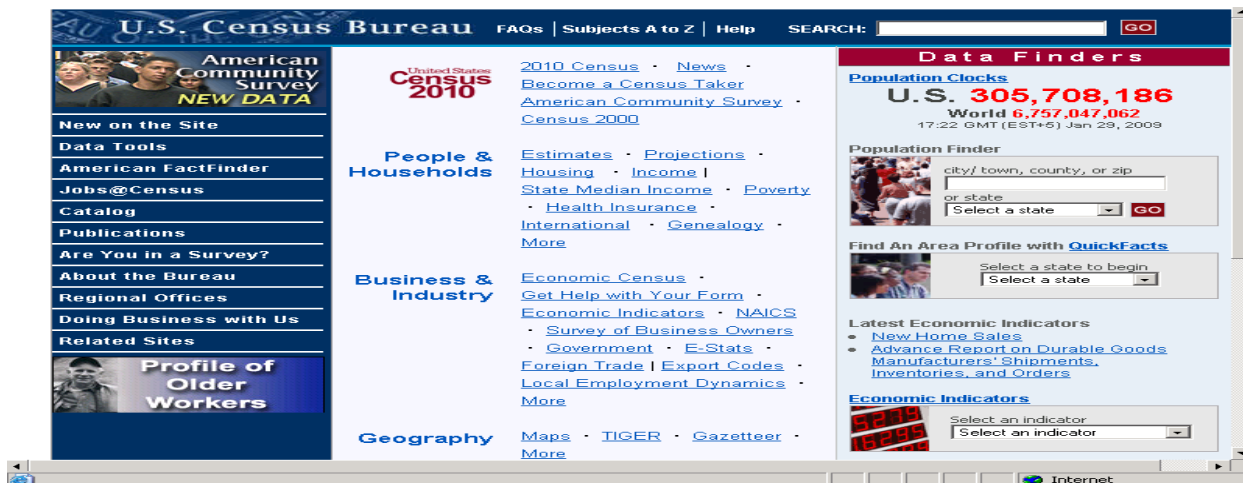 U.S. Census Bureau FAQs | Subjects A to Z | Help SEARCH: GO
American
Community
Survey
NEW DATA
New on the Site
Data Tools
American FactFinder
Jobs@Census
Catalog
Publications
Are You in a Survey?
About the Bureau
Regional Offices
Doing Business with Us
Related Sites
Profile of
Older
Workers
United States
Census
2010
2010 Census · News ·
Become a Census Taker
American Community Survey ·
Census 2000
People &
Households
Estimates · Projections ·
Housing · Income |
State Median Income · Poverty
· Health Insurance ·
International · Genealogy ·
More
Business &
Industry
Economic Census ·
Get Help with Your Form ·
Economic Indicators · NAICS
· Survey of Business Owners
· Government · E-Stats ·
Foreign Trade | Export Codes ·
Local Employment Dynamics ·
More
Geography
Maps · TIGER · Gazetteer ·
More
Data Finders
Population Clocks
U.S. 305,708,186
World 6,757,047,062
17:22 GMT (EST+5) Jan 29, 2009
Population Finder
city/ town, county, or zip
or state
Select a state GO
Find An Area Profile with QuickFacts
Select a state to begin
Select a state
Latest Economic Indicators
• New Home Sales
• Advance Report on Durable Goods
Manufacturers' Shipments,
Inventories, and Orders
Economic Indicators
Select an indicator
Select an indicator
5279
16295
Internet